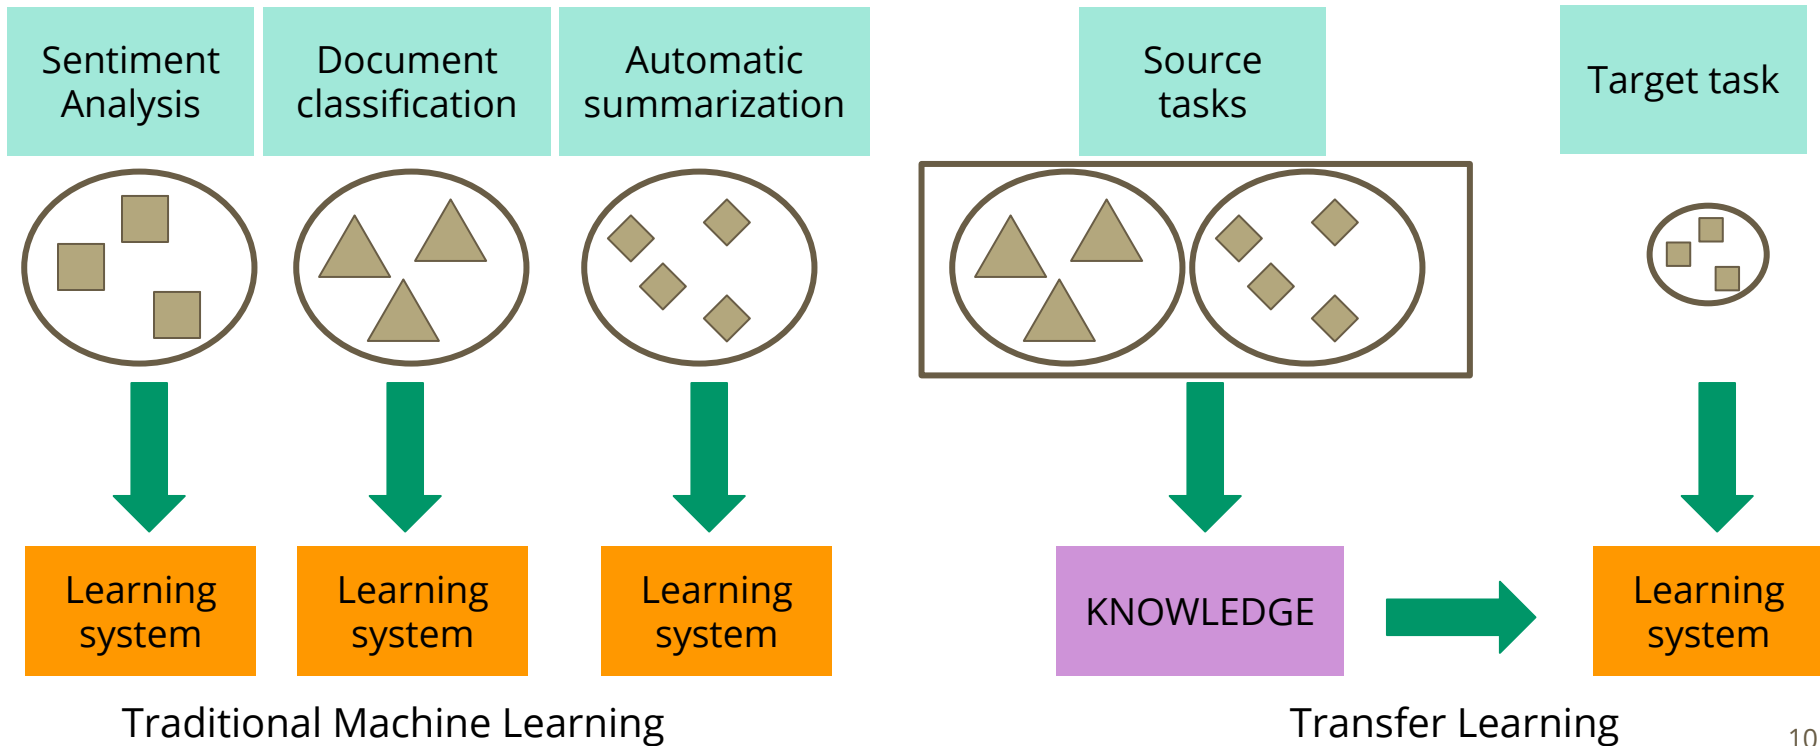 Sentiment
Analysis
Document
classification
Automatic
summarization
Source
tasks
Target task
Learning
system
Learning
system
Learning
system
KNOWLEDGE
Learning
system
Traditional Machine Learning
Transfer Learning
10